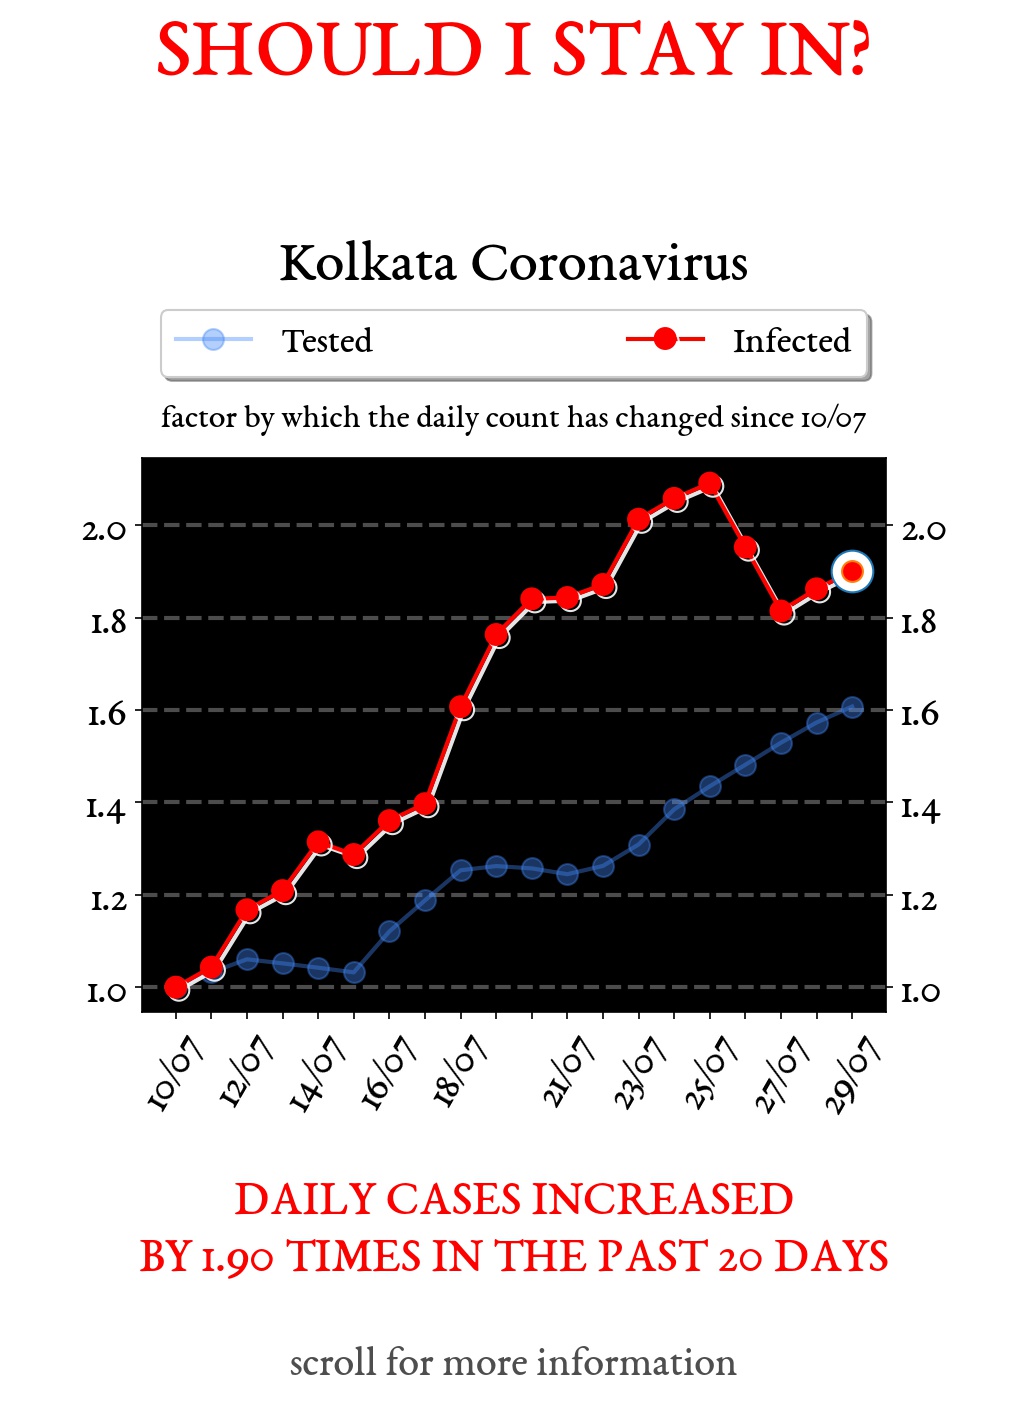 SHOULD I STAY IN?
Kolkata Coronavirus
Tested Infected
factor by which the daily count has changed since 10/07
2.0 2.0
1.8 1.8
1.6 1.6
1.4 1.4
1.2 1.2
1.0 1.0
10/07 12/07 14/07 16/07 18/07 21/07 23/07 25/07 27/07 29/07
DAILY CASES INCREASED
BY 1.90 TIMES IN THE PAST 20 DAYS
scroll for more information